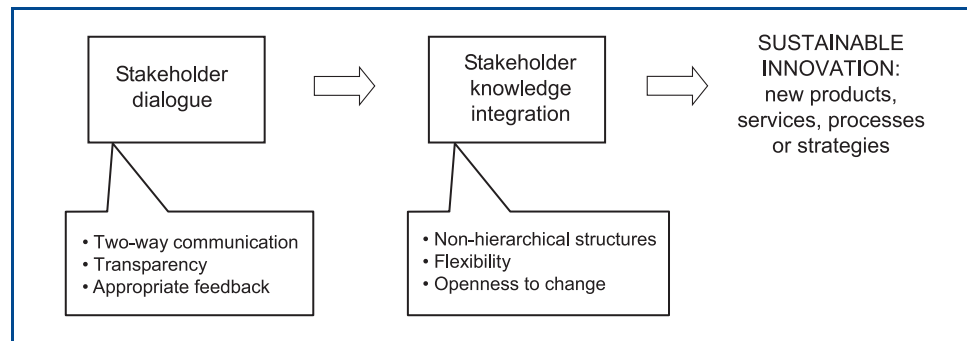 Stakeholder
dialogue
Stakeholder
knowledge
integration
SUSTAINABLE
INNOVATION:
new products,
services, processes
or strategies
• Two-way communication
• Transparency
• Appropriate feedback
• Non-hierarchical structures
• Flexibility
• Openness to change